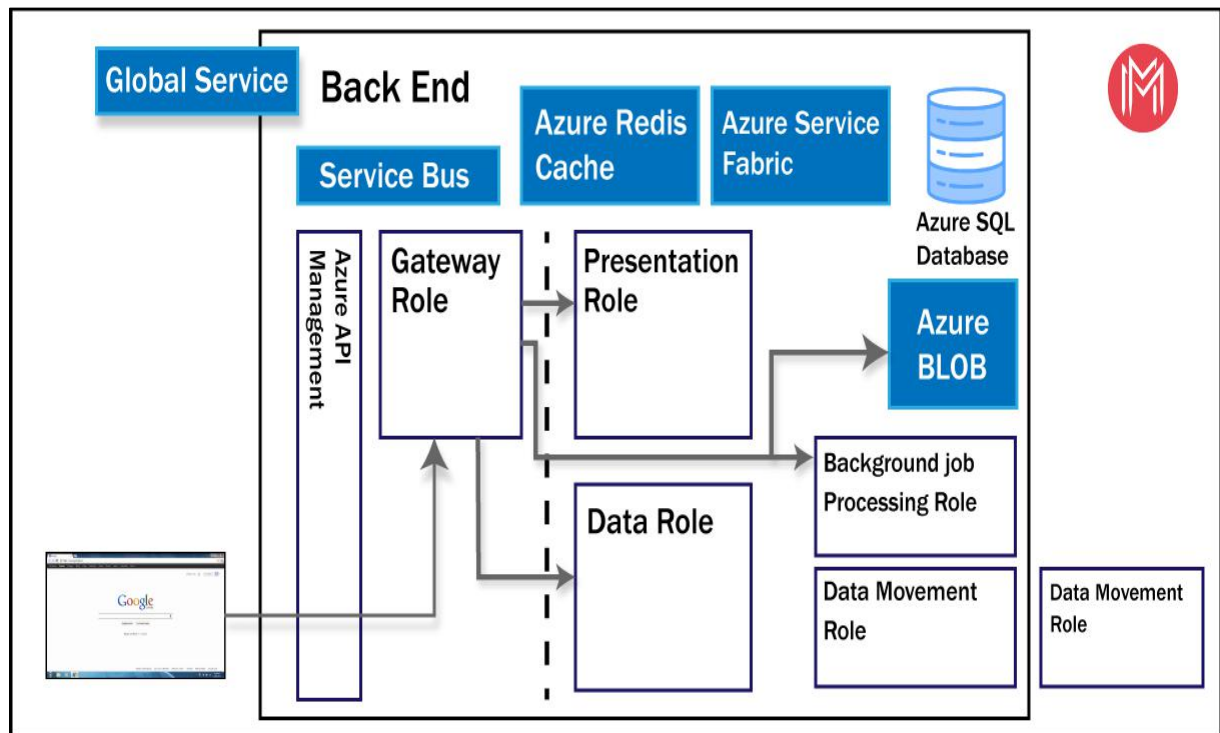 Global Service
Back End
Service Bus
Azure Redis
Cache
Azure Service
Fabric
Azure SQL
Database
Azure API
Management
Gateway
Role
Presentation
Role
Azure
BLOB
Background job
Processing Role
Data Role
Data Movement
Role
Data Movement
Role
Google